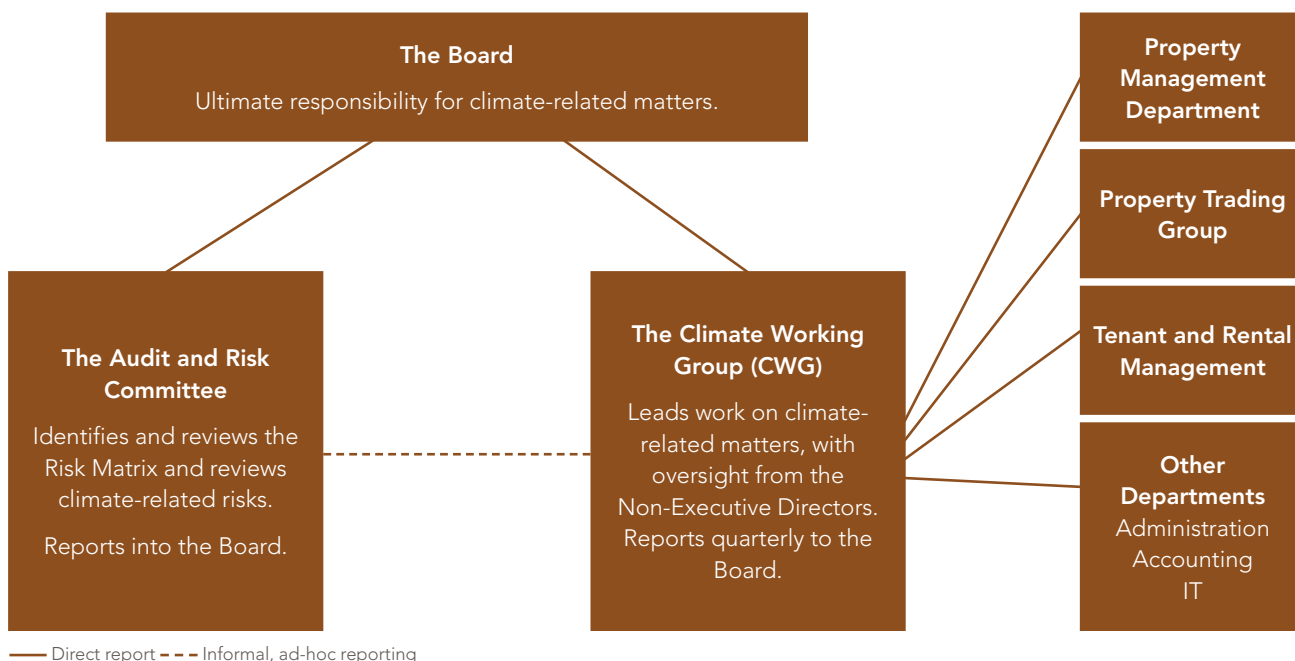 The Board
Ultimate responsibility for climate-related matters.
Property
Management
Department
Property Trading
Group
Tenant and Rental
Management
Other
Departments
Administration
Accounting
IT
The Audit and Risk
Committee
Identifies and reviews the
Risk Matrix and reviews
climate-related risks.
Reports into the Board.
The Climate Working
Group (CWG)
Leads work on climate-
related matters, with
oversight from the
Non-Executive Directors.
Reports quarterly to the
Board.
Direct report
Informal, ad-hoc reporting